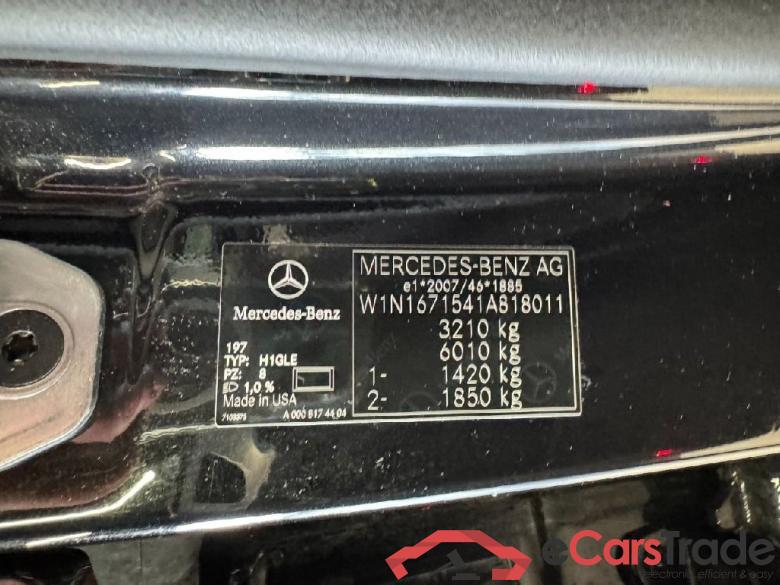 Mercedes-Benz
197
TYP: H1GLE
PZ: 8
1,0 %
Made in USA
7103375
A 000 817 44 04
MERCEDES-BENZ AG
e1*2007/46*1885
W1N1671541A818011
3210 kg
6010 kg
1- 1420 kg
2- 1850 kg
eCarsTrade
electronic, efficient & easy